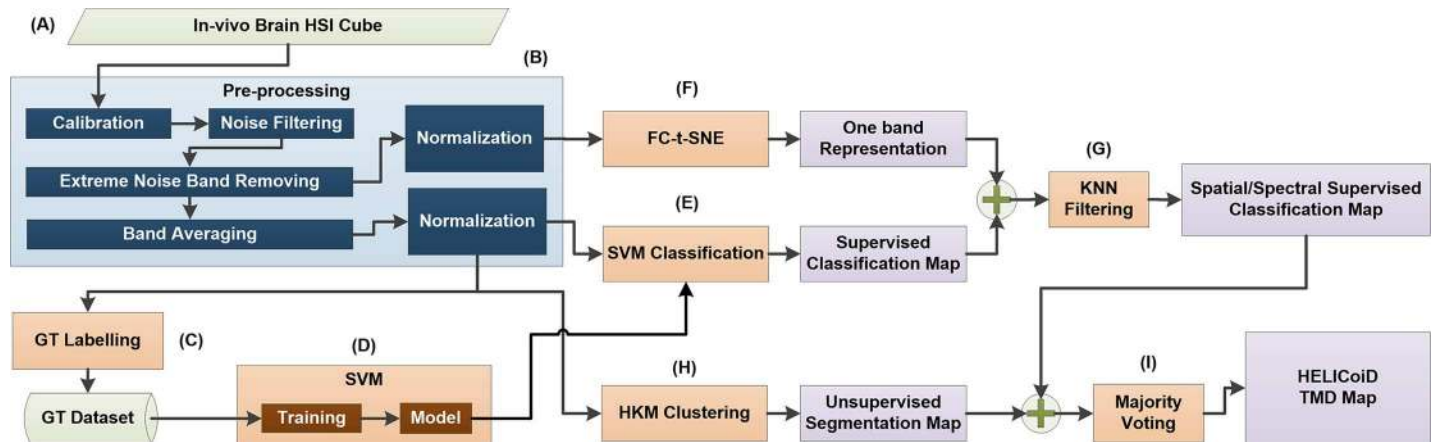 (A)
In-vivo Brain HSI Cube
(B)
Pre-processing
Calibration
Noise Filtering
Normalization
Extreme Noise Band Removing
Normalization
Band Averaging
(F)
FC-t-SNE
One band
Representation
(E)
SVM Classification
Supervised
Classification Map
(G)
KNN
Filtering
Spatial/Spectral Supervised
Classification Map
GT Labelling
(C)
GT Dataset
(D)
SVM
Training
Model
(H)
HKM Clustering
Unsupervised
Segmentation Map
(I)
Majority
Voting
HELICoiD
TMD Map